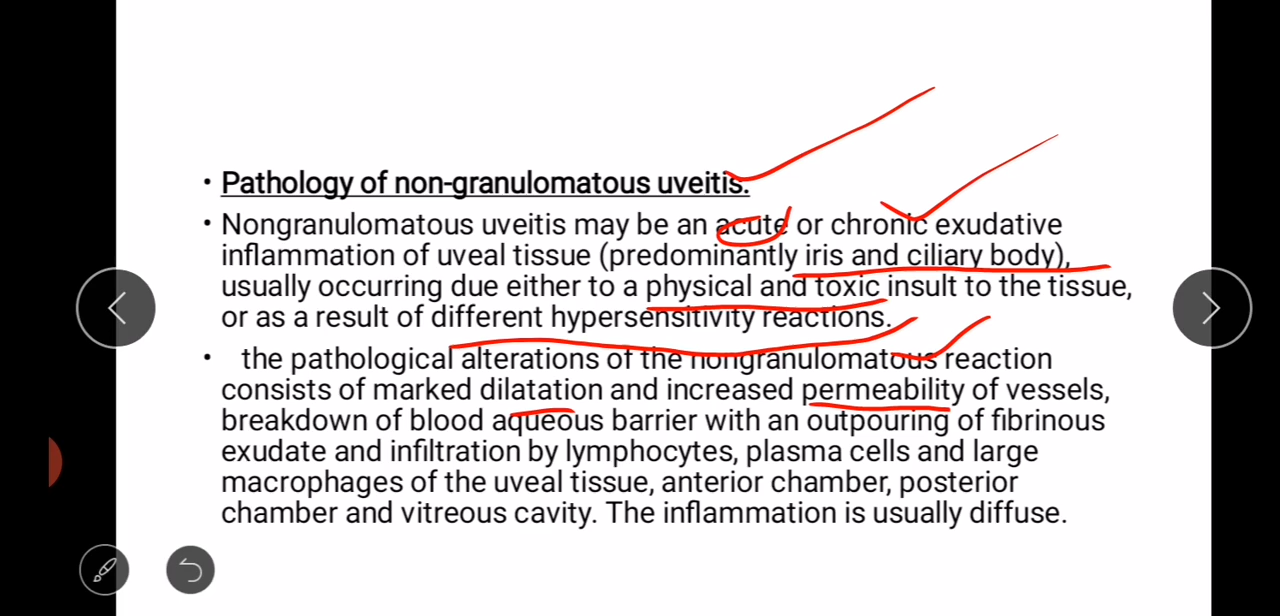 • Pathology of non-granulomatous uveitis.
• Nongranulomatous uveitis may be an acute or chronic exudative
inflammation of uveal tissue (predominantly iris and ciliary body),
usually occurring due either to a physical and toxic insult to the tissue,
or as a result of different hypersensitivity reactions.
• the pathological alterations of the nongranulomatous reaction
consists of marked dilatation and increased permeability of vessels,
breakdown of blood aqueous barrier with an outpouring of fibrinous
exudate and infiltration by lymphocytes, plasma cells and large
macrophages of the uveal tissue, anterior chamber, posterior
chamber and vitreous cavity. The inflammation is usually diffuse.